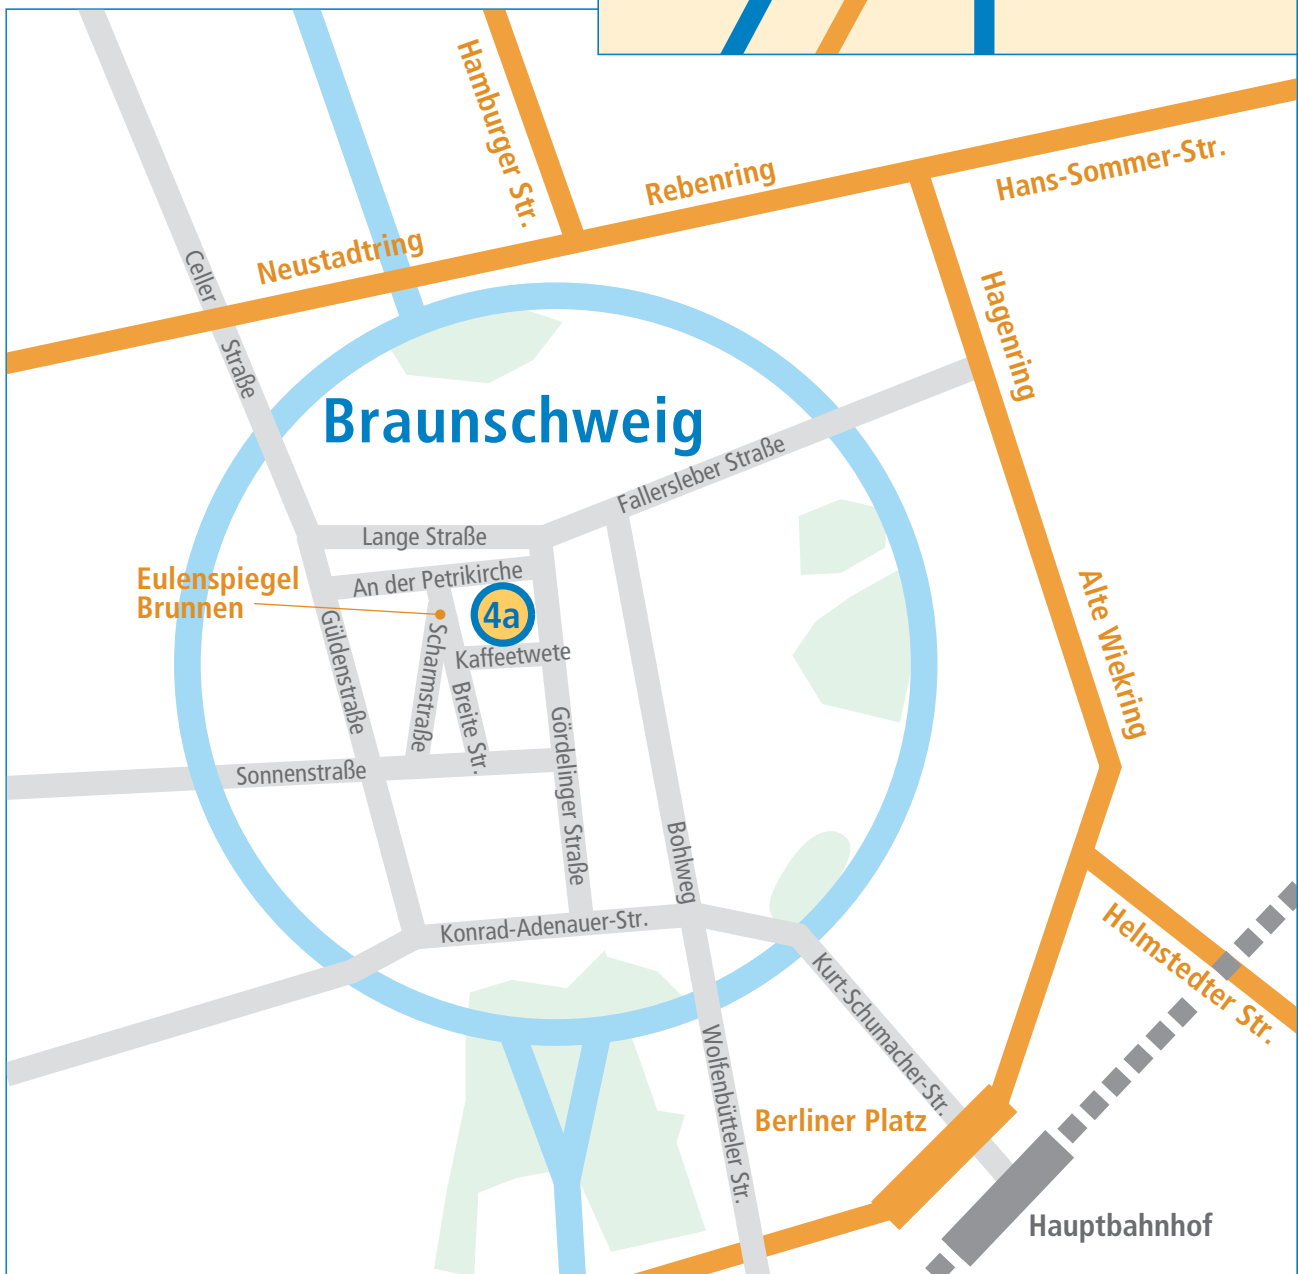 Hamburger Str.
Rebenring
Hans-Sommer-Str.
Neustadtring
Celler
Straße
Hagenring
Braunschweig
Fallersleber Straße
Lange Straße
An der Petrikirche
Eulenspiegel
Brunnen
4a
Alte Wiekring
Güldenstraße
Scharrnstraße
Kaffeetwete
Breite Str.
Gördelinger Straße
Sonnenstraße
Bohlweg
Konrad-Adenauer-Str.
Helmstedter Str.
Kurt-Schumacher-Str.
Wolfenbütteler Str.
Berliner Platz
Hauptbahnhof